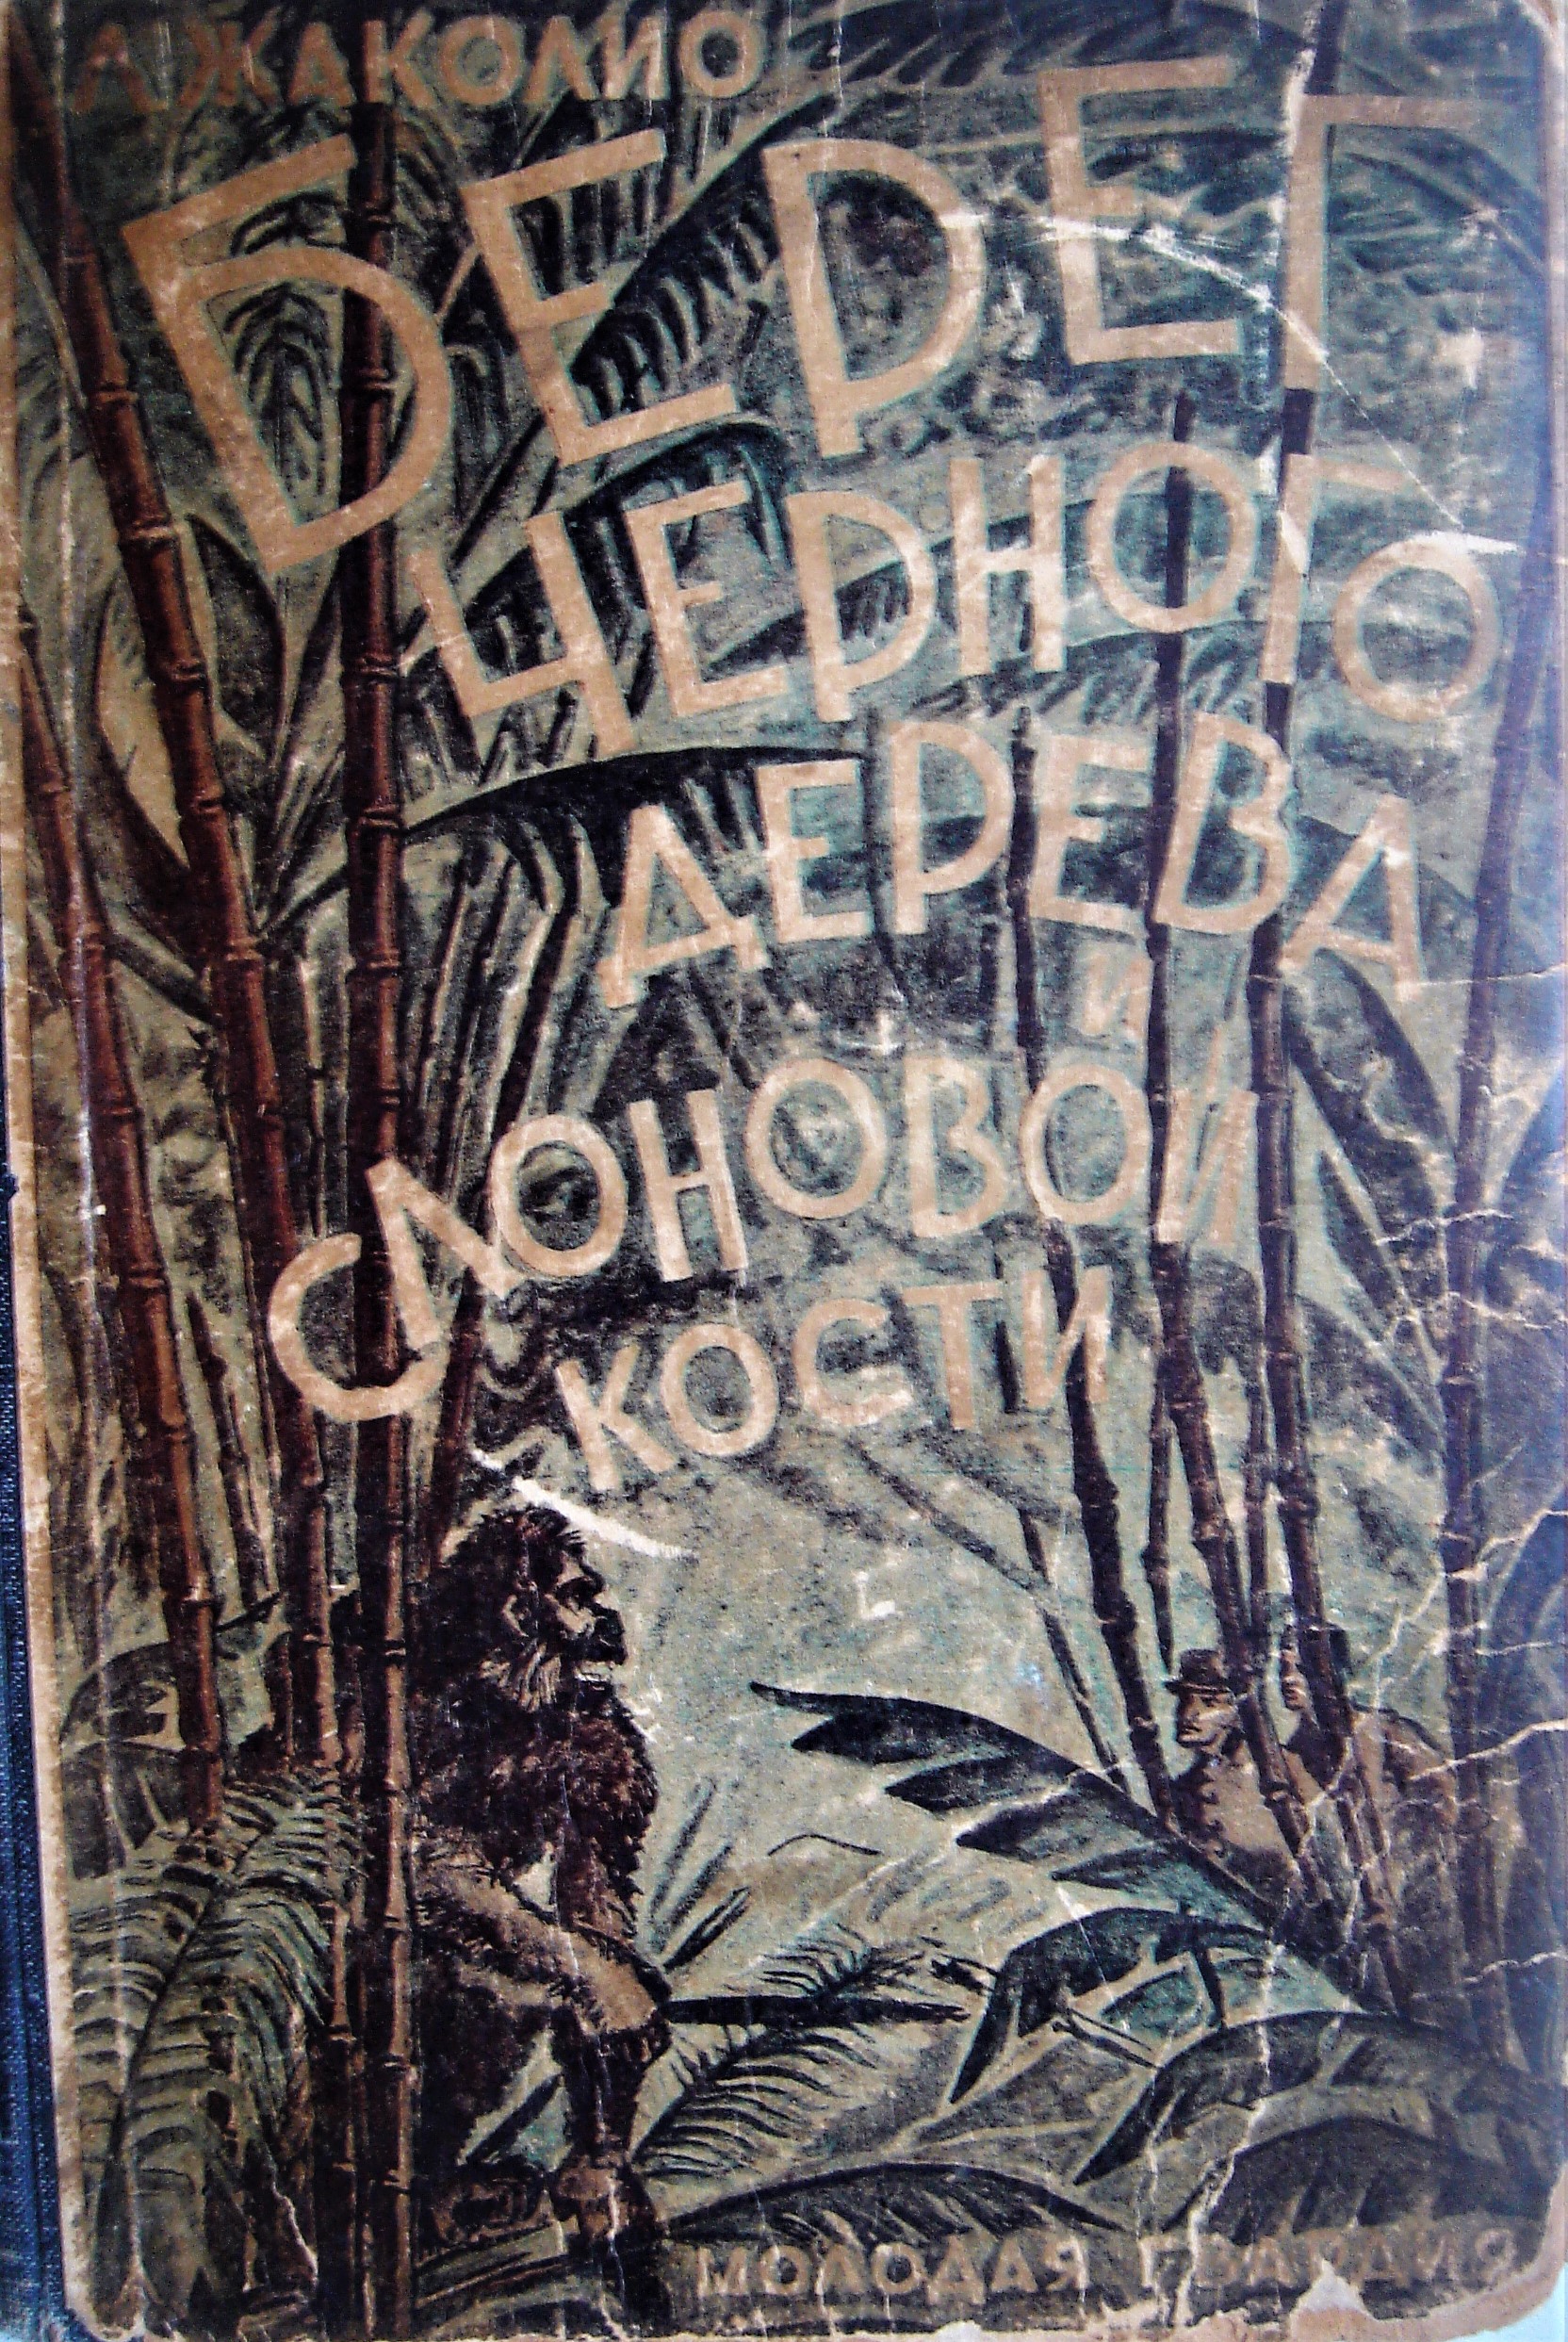 Л. ЖАКОЛИО
БЕРЕГ
ЧЕРНОГО
ДЕРЕВА
И
СЛОНОВОЙ
КОСТИ
МОЛОДАЯ ГВАРДИЯ